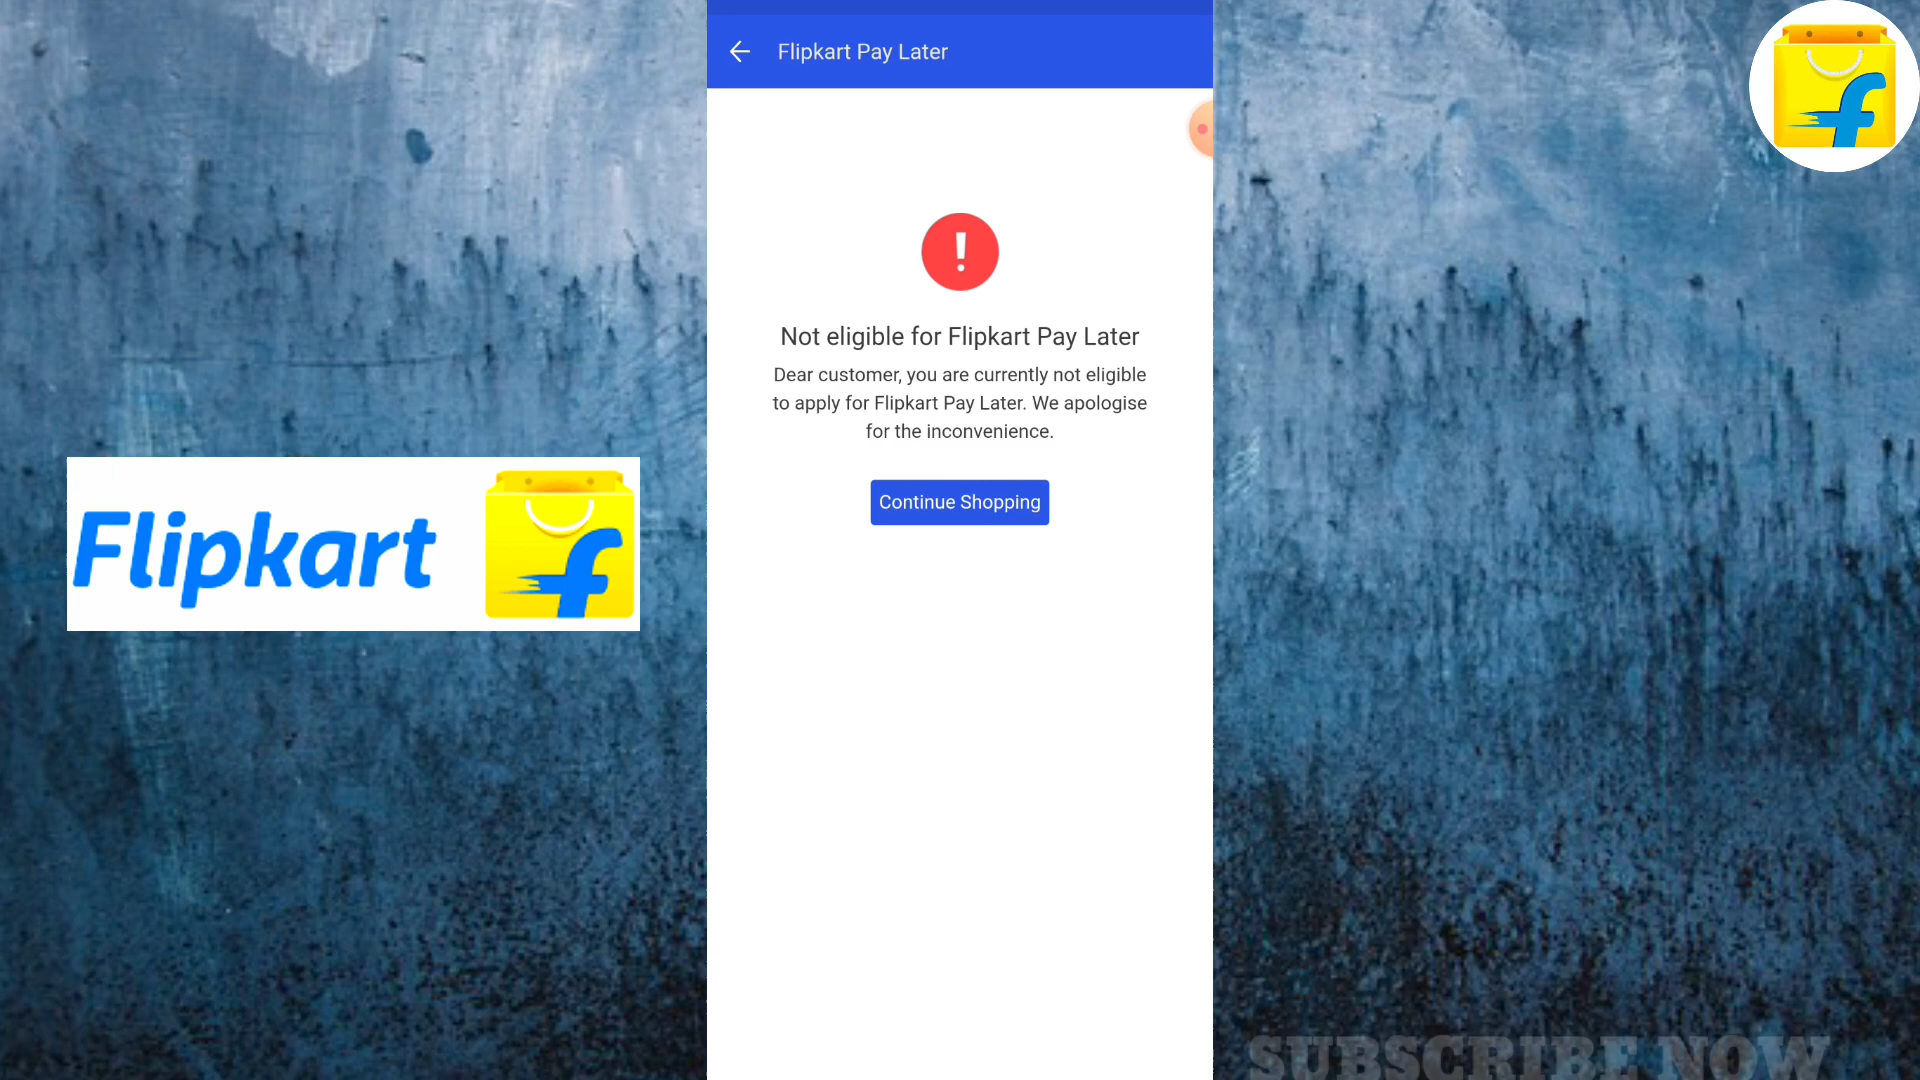 Flipkart Pay Later
Not eligible for Flipkart Pay Later
Dear customer, you are currently not eligible
to apply for Flipkart Pay Later. We apologise
for the inconvenience.
Continue Shopping
Flipkart
f
f
SUBSCRIBE NOW